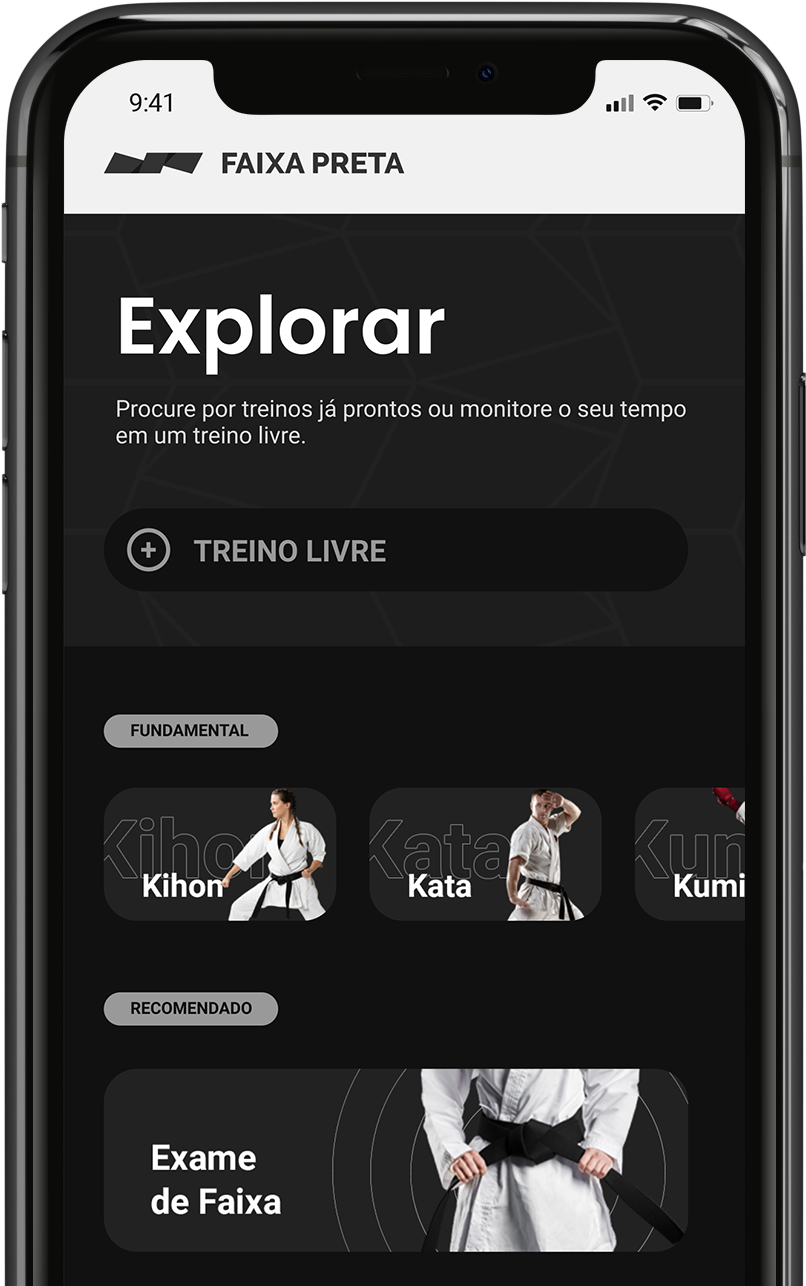 9:41
FAIXA PRETA
Explorar
Procure por treinos já prontos ou monitore o seu tempo
em um treino livre.
TREINO LIVRE
FUNDAMENTAL
Kihon
Kihon
Kata
Kata
Kum
Kumi
RECOMENDADO
Exame
de Faixa